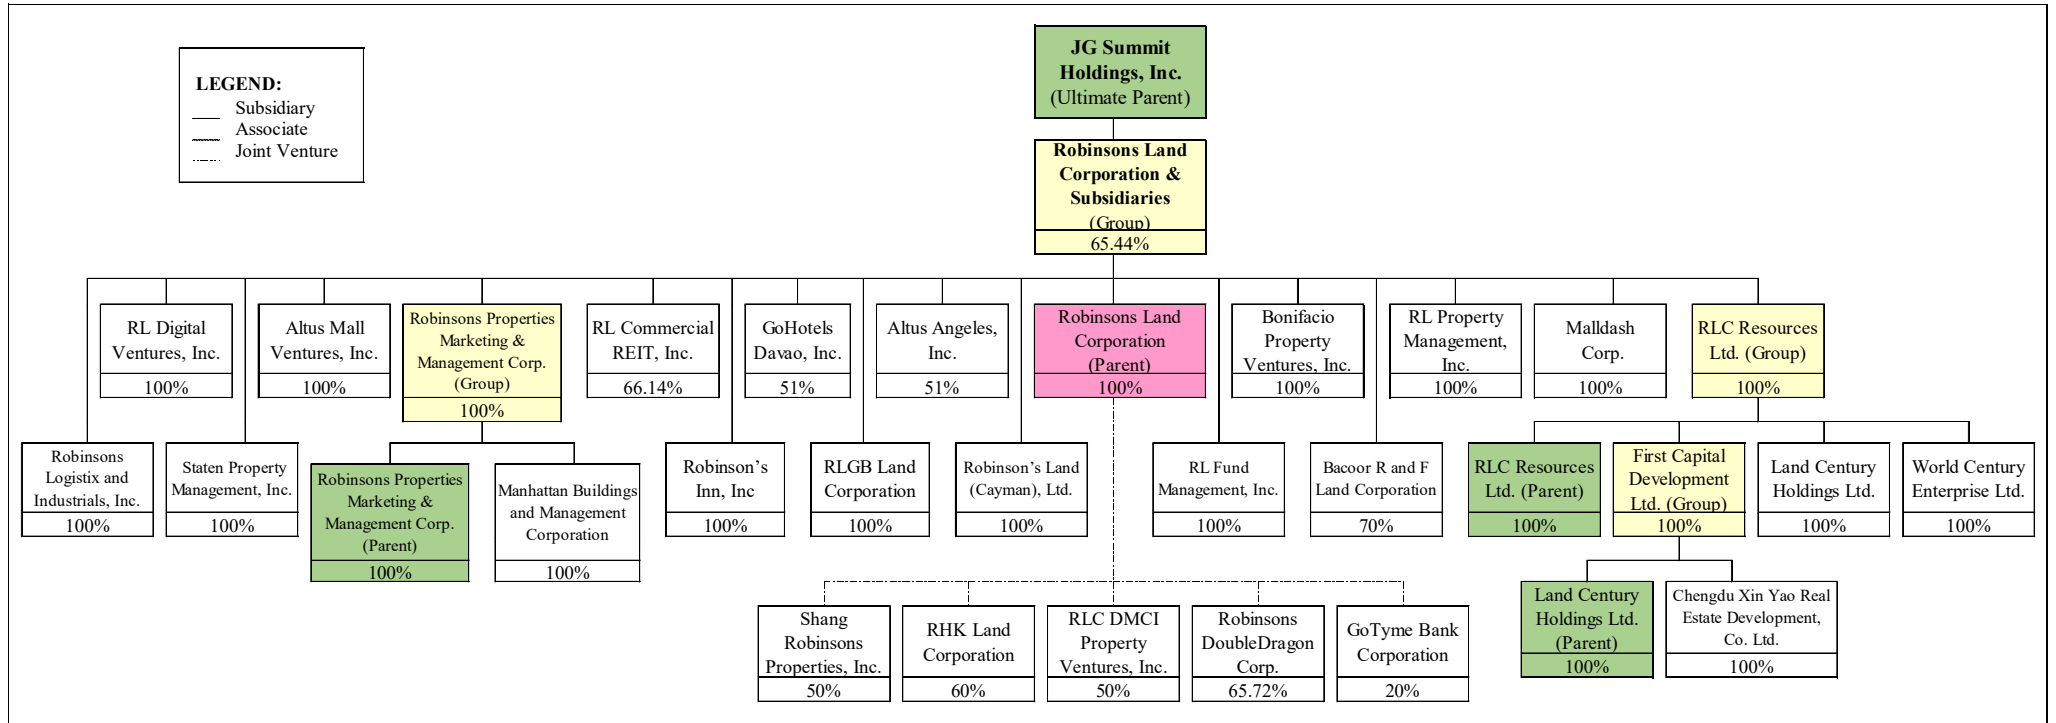 JG Summit
Holdings, Inc.
(Ultimate Parent)
LEGEND:
Subsidiary
Associate
Joint Venture
Robinsons Land
Corporation &
Subsidiaries
(Group)
65.44%
RL Digital
Ventures, Inc.
100%
Altus Mall
Ventures, Inc.
100%
Robinsons Properties
Marketing &
Management Corp.
(Group)
100%
RL Commercial
REIT, Inc.
66.14%
GoHotels
Davao, Inc.
51%
Altus Angeles,
Inc.
51%
Robinsons Land
Corporation
(Parent)
100%
Bonifacio
Property
Ventures, Inc.
100%
RL Property
Management,
Inc.
100%
Malldash
Corp.
100%
RLC Resources
Ltd. (Group)
100%
Robinsons
Logistix and
Industrials, Inc.
100%
Staten Property
Management, Inc.
100%
Robinsons Properties
Marketing &
Management Corp.
(Parent)
100%
Manhattan Buildings
and Management
Corporation
100%
Robinson’s
Inn, Inc
100%
RLGB Land
Corporation
100%
Robinson’s Land
(Cayman), Ltd.
100%
RL Fund
Management, Inc.
100%
Bacoor R and F
Land Corporation
70%
RLC Resources
Ltd. (Parent)
100%
First Capital
Development
Ltd. (Group)
100%
Land Century
Holdings Ltd.
100%
World Century
Enterprise Ltd.
100%
Shang
Robinsons
Properties, Inc.
50%
RHK Land
Corporation
60%
RLC DMCI
Property
Ventures, Inc.
50%
Robinsons
DoubleDragon
Corp.
65.72%
GoTyme Bank
Corporation
20%
Land Century
Holdings Ltd.
(Parent)
100%
Chengdu Xin Yao Real
Estate Development,
Co. Ltd.
100%